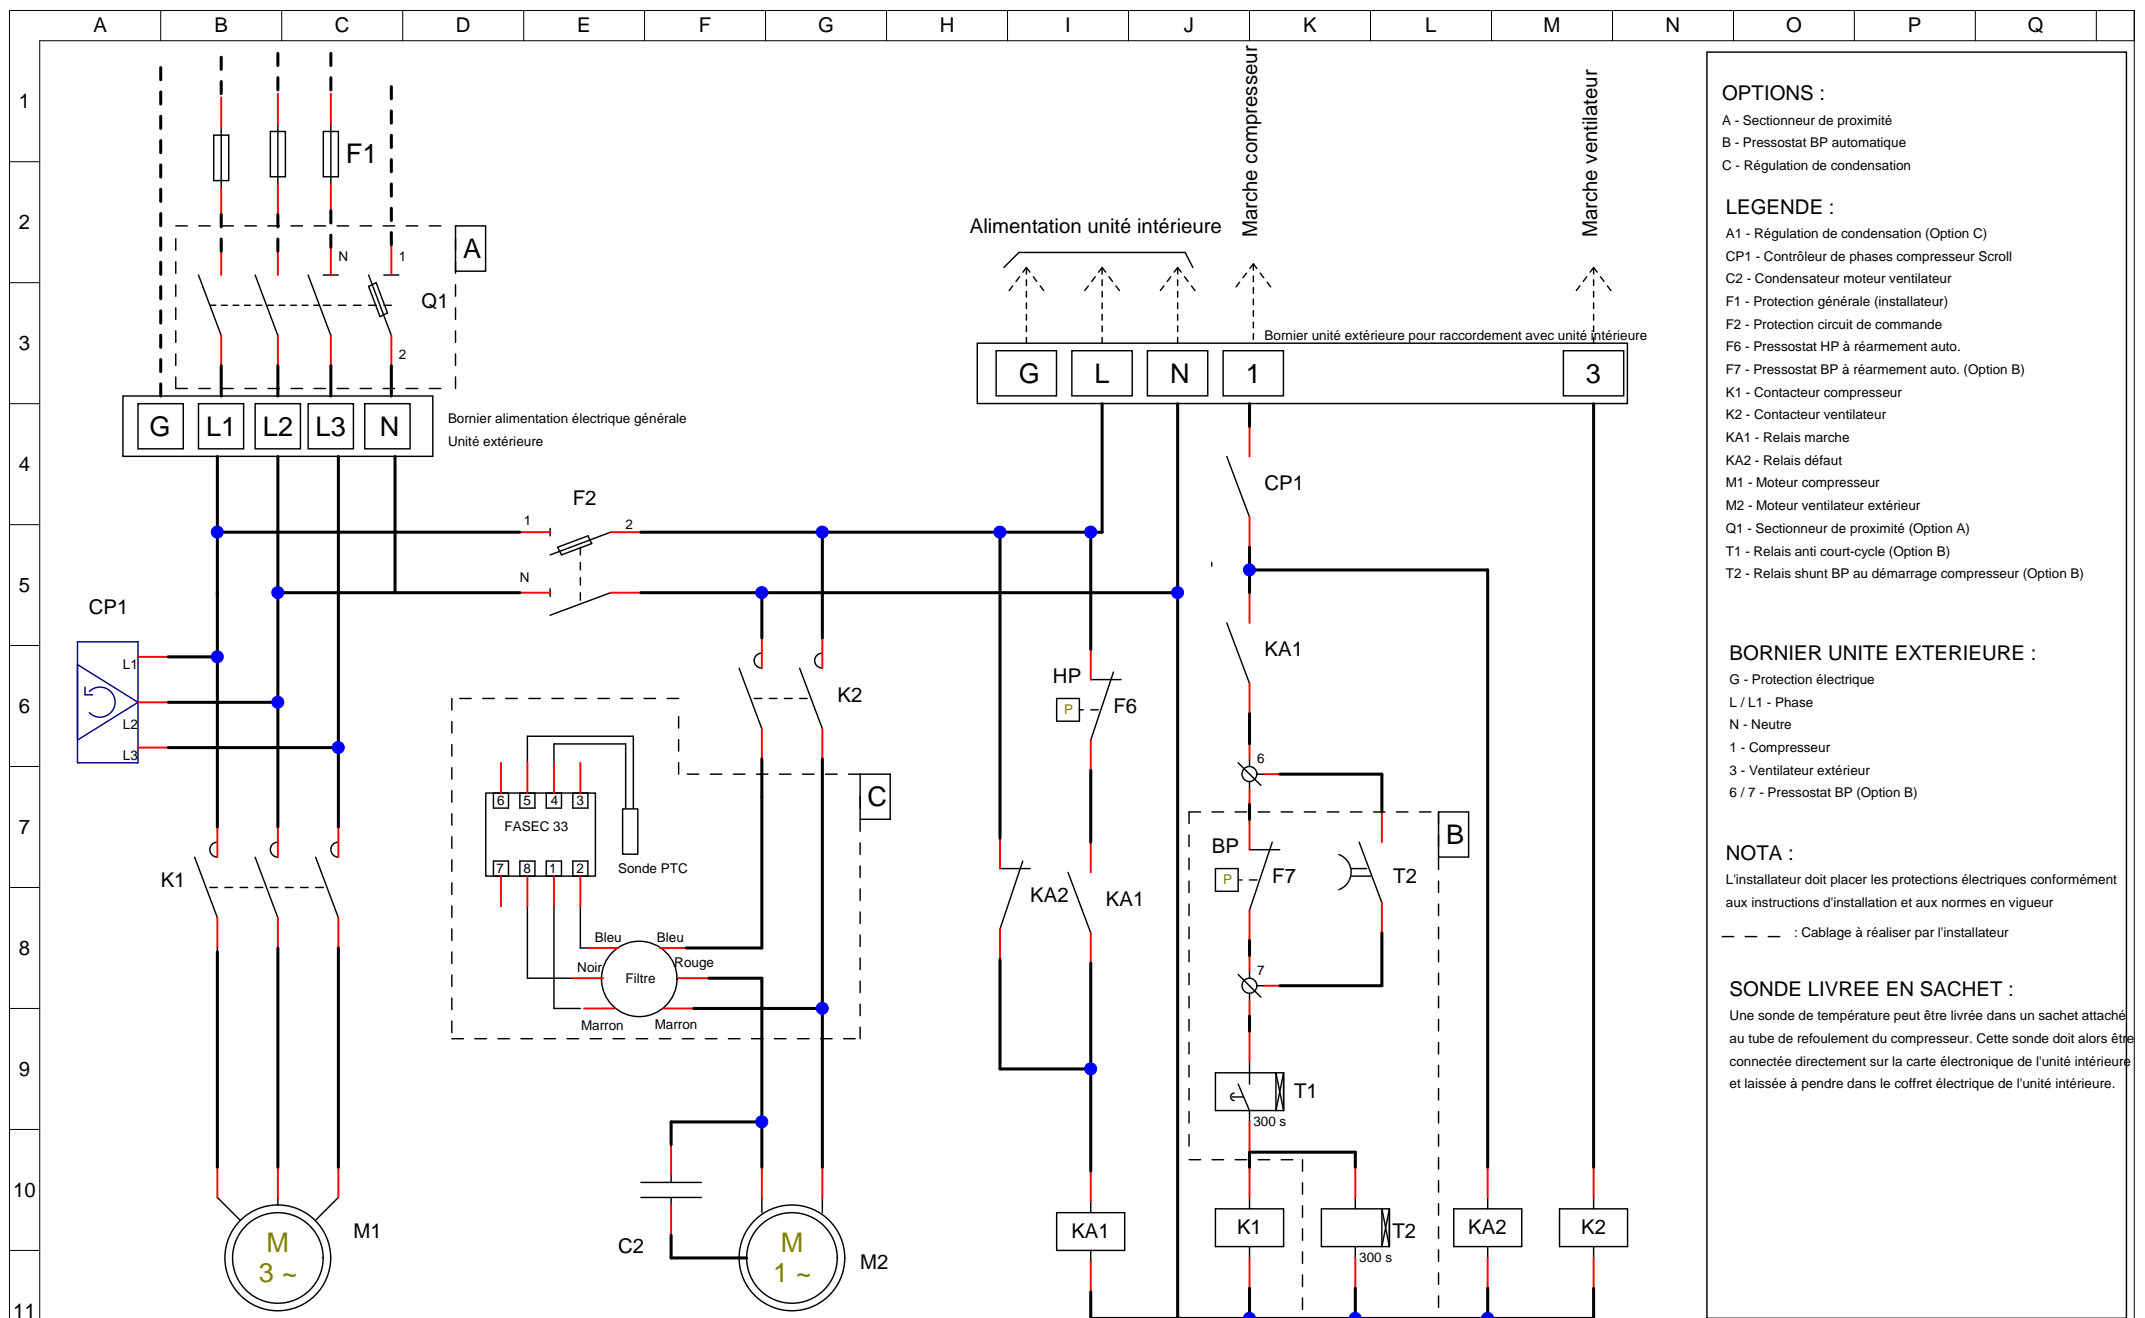 A B C D E F G H I J K L M N O P Q
1
2
3
4
5
6
7
8
9
10
11
F1
A
N
1
Q1
2
G L1 L2 L3 N
Bornier alimentation électrique générale
Unité extérieure
F2
1
2
N
CP1
L1
L2
L3
K1
M
3 ~
M1
K2
C
6 5 4 3
FASEC 33
7 8 1 2
Sonde PTC
Bleu
Bleu
Noir
Filtre
Rouge
Marron
Marron
C2
M
1 ~
M2
Alimentation unité intérieure
Marche compresseur
Marche ventilateur
Bornier unité extérieure pour raccordement avec unité intérieure
G L N 1 3
CP1
KA1
HP
P
F6
6
B
BP
P
F7
T2
KA2
KA1
7
T1
300 s
KA1
K1
T2
300 s
KA2
K2
OPTIONS :
A - Sectionneur de proximité
B - Pressostat BP automatique
C - Régulation de condensation
LEGENDE :
A1 - Régulation de condensation (Option C)
CP1 - Contrôleur de phases compresseur Scroll
C2 - Condensateur moteur ventilateur
F1 - Protection générale (installateur)
F2 - Protection circuit de commande
F6 - Pressostat HP à réarmement auto.
F7 - Pressostat BP à réarmement auto. (Option B)
K1 - Contacteur compresseur
K2 - Contacteur ventilateur
KA1 - Relais marche
KA2 - Relais défaut
M1 - Moteur compresseur
M2 - Moteur ventilateur extérieur
Q1 - Sectionneur de proximité (Option A)
T1 - Relais anti court-cycle (Option B)
T2 - Relais shunt BP au démarrage compresseur (Option B)
BORNIER UNITE EXTERIEURE :
G - Protection électrique
L / L1 - Phase
N - Neutre
1 - Compresseur
3 - Ventilateur extérieur
6 / 7 - Pressostat BP (Option B)
NOTA :
L'installateur doit placer les protections électriques conformément
aux instructions d'installation et aux normes en vigueur
: Cablage à réaliser par l'installateur
SONDE LIVREE EN SACHET :
Une sonde de température peut être livrée dans un sachet attaché
au tube de refoulement du compresseur. Cette sonde doit alors être
connectée directement sur la carte électronique de l'unité intérieure
et laissée à pendre dans le coffret électrique de l'unité intérieure.